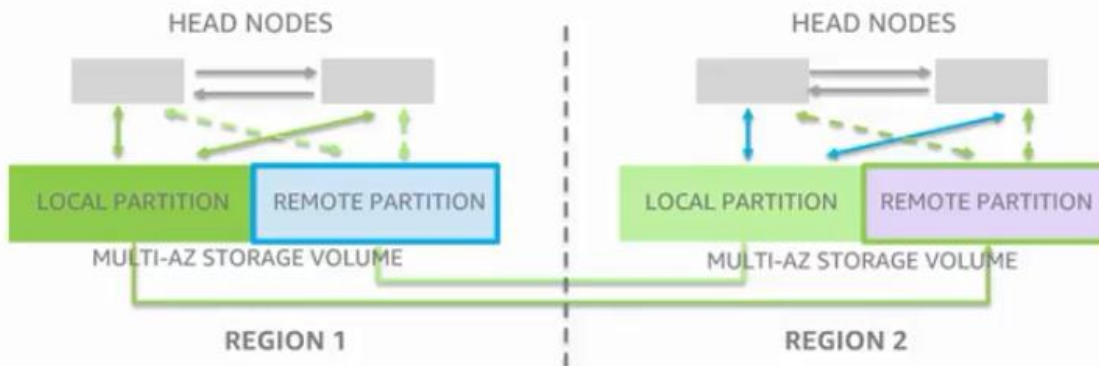 HEAD NODES
HEAD NODES
LOCAL PARTITION
REMOTE PARTITION
LOCAL PARTITION
REMOTE PARTITION
MULTI-AZ STORAGE VOLUME
MULTI-AZ STORAGE VOLUME
REGION 1
REGION 2